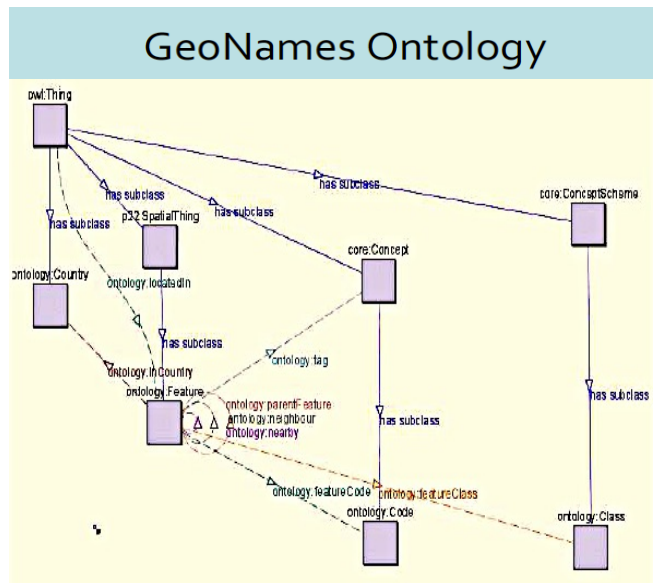 GeoNames Ontology
owl:Thing
has subclass
core:ConceptScheme
has subclass
p22:SpatialThing
has subclass
has subclass
core:Concept
ontology:Country
ontology:locatedIn
has subclass
ontology:tag
ontology:inCountry
ontology:Feature
has subclass
ontology:parentFeature
ontology:neighbour
has subclass
ontology:nearby
ontology:featureCode
ontology:featureClass
ontology:Code
ontology:Class